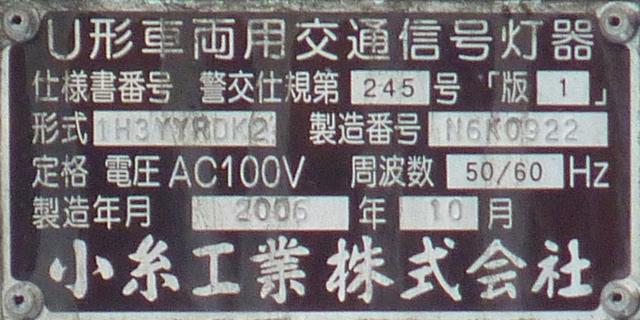 U形車両用交通信号灯器
仕様書番号 警交仕規第 245 号 「版 1 」
形式 1H3YYRDK2 製造番号 N6K0922
定格 電圧 AC100V 周波数 50/60 Hz
製造年月 2006 年 10 月
小糸工業株式会社